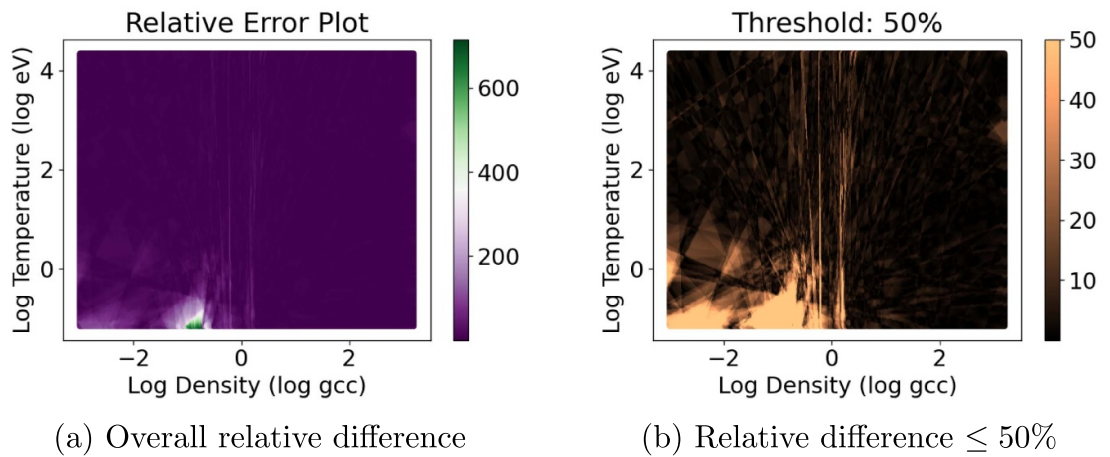 Relative Error Plot
Log Temperature (log eV)
4
2
0
−2 0 2
Log Density (log gcc)
600
400
200
(a) Overall relative difference
Threshold: 50%
Log Temperature (log eV)
4
2
0
−2 0 2
Log Density (log gcc)
50
40
30
20
10
(b) Relative difference ≤ 50%